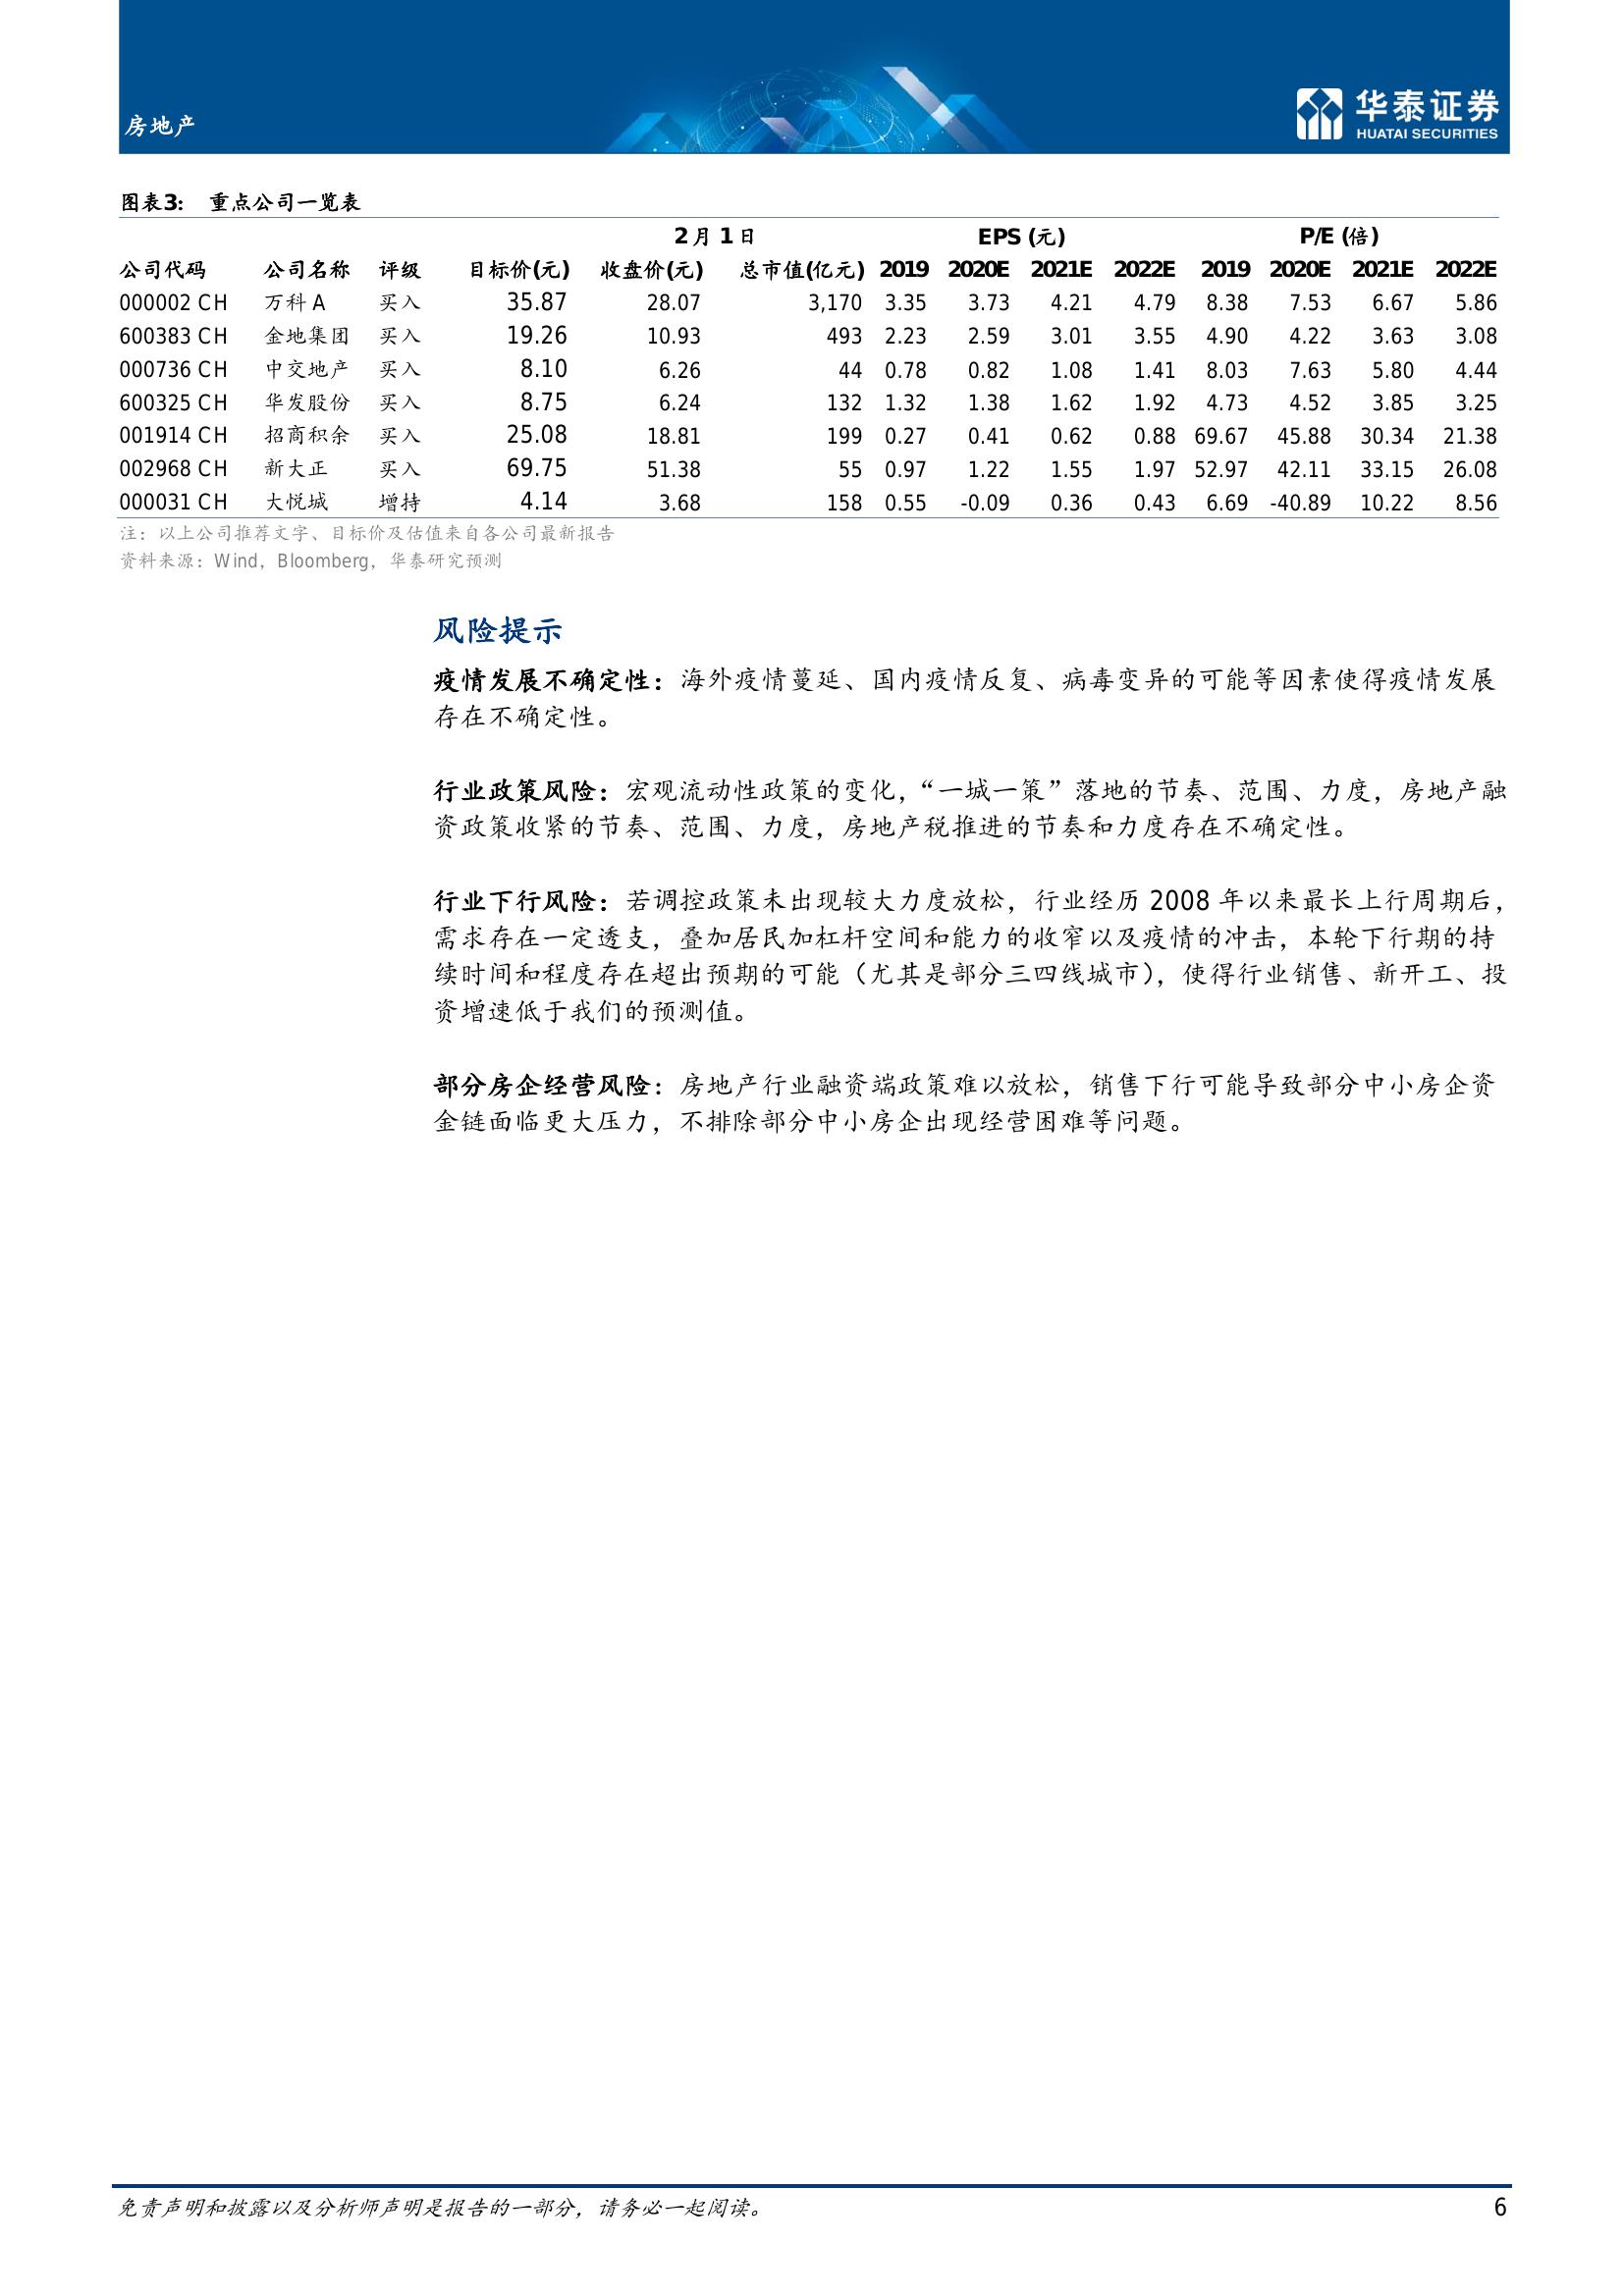 房地产
华泰证券
HUATAI SECURITIES
图表3: 重点公司一览表
2 月 1 日 EPS (元) P/E (倍)
公司代码 公司名称 评级 目标价(元) 收盘价(元) 总市值(亿元) 2019 2020E 2021E 2022E 2019 2020E 2021E 2022E
000002 CH 万科 A 买入 35.87 28.07 3,170 3.35 3.73 4.21 4.79 8.38 7.53 6.67 5.86
600383 CH 金地集团 买入 19.26 10.93 493 2.23 2.59 3.01 3.55 4.90 4.22 3.63 3.08
000736 CH 中交地产 买入 8.10 6.26 44 0.78 0.82 1.08 1.41 8.03 7.63 5.80 4.44
600325 CH 华发股份 买入 8.75 6.24 132 1.32 1.38 1.62 1.92 4.73 4.52 3.85 3.25
001914 CH 招商积余 买入 25.08 18.81 199 0.27 0.41 0.62 0.88 69.67 45.88 30.34 21.38
002968 CH 新大正 买入 69.75 51.38 55 0.97 1.22 1.55 1.97 52.97 42.11 33.15 26.08
000031 CH 大悦城 增持 4.14 3.68 158 0.55 -0.09 0.36 0.43 6.69 -40.89 10.22 8.56
注：以上公司推荐文字、目标价及估值来自各公司最新报告
资料来源：Wind，Bloomberg，华泰研究预测
风险提示
疫情发展不确定性：海外疫情蔓延、国内疫情反复、病毒变异的可能等因素使得疫情发展
存在不确定性。
行业政策风险：宏观流动性政策的变化，“一城一策”落地的节奏、范围、力度，房地产融
资政策收紧的节奏、范围、力度，房地产税推进的节奏和力度存在不确定性。
行业下行风险：若调控政策未出现较大力度放松，行业经历 2008 年以来最长上行周期后，
需求存在一定透支，叠加居民加杠杆空间和能力的收窄以及疫情的冲击，本轮下行期的持
续时间和程度存在超出预期的可能（尤其是部分三四线城市），使得行业销售、新开工、投
资增速低于我们的预测值。
部分房企经营风险：房地产行业融资端政策难以放松，销售下行可能导致部分中小房企资
金链面临更大压力，不排除部分中小房企出现经营困难等问题。
免责声明和披露以及分析师声明是报告的一部分，请务必一起阅读。 6